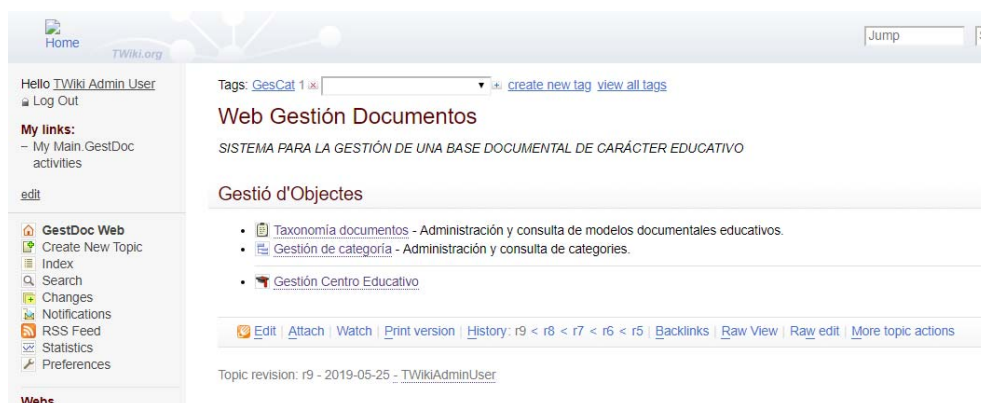 Home
TWiki.org
Jump
Hello TWiki Admin User
Log Out
My links:
– My Main.GestDoc
activities
edit
GestDoc Web
Create New Topic
Index
Search
Changes
Notifications
RSS Feed
Statistics
Preferences
Webs
Tags: GesCat 1 create new tag view all tags
Web Gestión Documentos
SISTEMA PARA LA GESTIÓN DE UNA BASE DOCUMENTAL DE CARÁCTER EDUCATIVO
Gestió d'Objectes
• Taxonomía documentos - Administración y consulta de modelos documentales educativos.
• Gestión de categoría - Administración y consulta de categories.
• Gestión Centro Educativo
Edit | Attach | Watch | Print version | History: r9 < r8 < r7 < r6 < r5 | Backlinks | Raw View | Raw edit | More topic actions
Topic revision: r9 - 2019-05-25 - TWikiAdminUser